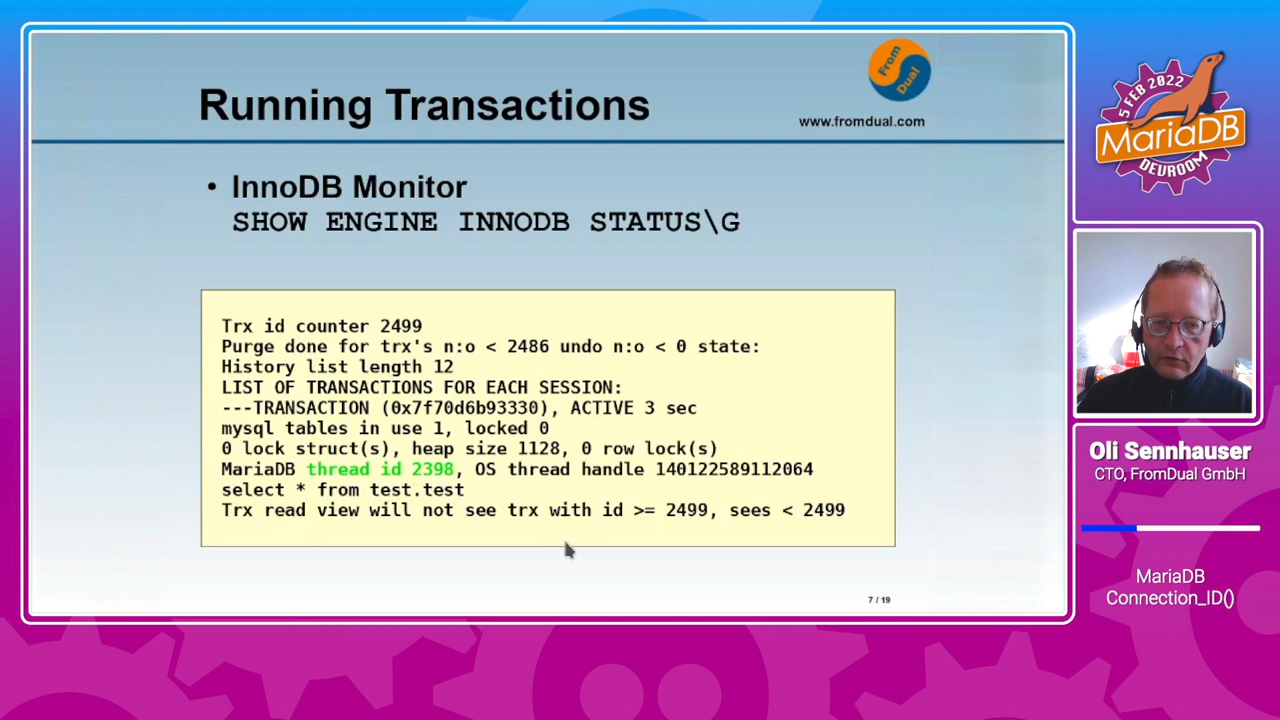 Running Transactions
From
Dual
www.fromdual.com
• InnoDB Monitor
SHOW ENGINE INNODB STATUS\G
Trx id counter 2499
Purge done for trx's n:o < 2486 undo n:o < 0 state:
History list length 12
LIST OF TRANSACTIONS FOR EACH SESSION:
---TRANSACTION (0x7f70d6b93330), ACTIVE 3 sec
mysql tables in use 1, locked 0
0 lock struct(s), heap size 1128, 0 row lock(s)
MariaDB thread id 2398, OS thread handle 140122589112064
select * from test.test
Trx read view will not see trx with id >= 2499, sees < 2499
7 / 19
5 FEB 2022
MariaDB
DEVROOM
Oli Sennhauser
CTO, FromDual GmbH
MariaDB
Connection_ID()